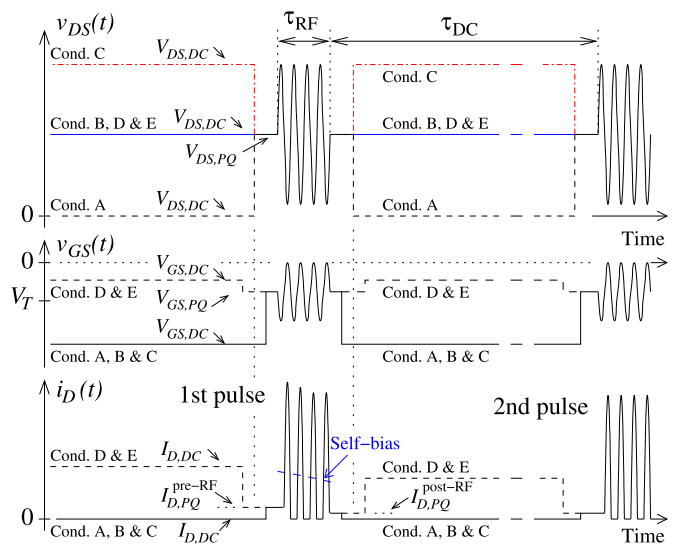 v_DS(t)
τ_RF
τ_DC
Cond. C
V_DS,DC
Cond. C
Cond. B, D & E
V_DS,DC
V_DS,PQ
Cond. B, D & E
Cond. A
V_DS,DC
Cond. A
0
Time
v_GS(t)
0
V_GS,DC
Cond. D & E
V_GS,PQ
Cond. D & E
V_T
V_GS,DC
Cond. A, B & C
Cond. A, B & C
Time
i_D(t)
1st pulse
2nd pulse
Self-bias
Cond. D & E
I_D,DC
Cond. D & E
I_D,PQ^pre-RF
I_D,PQ^post-RF
0
Cond. A, B & C
I_D,DC
Cond. A, B & C
Time